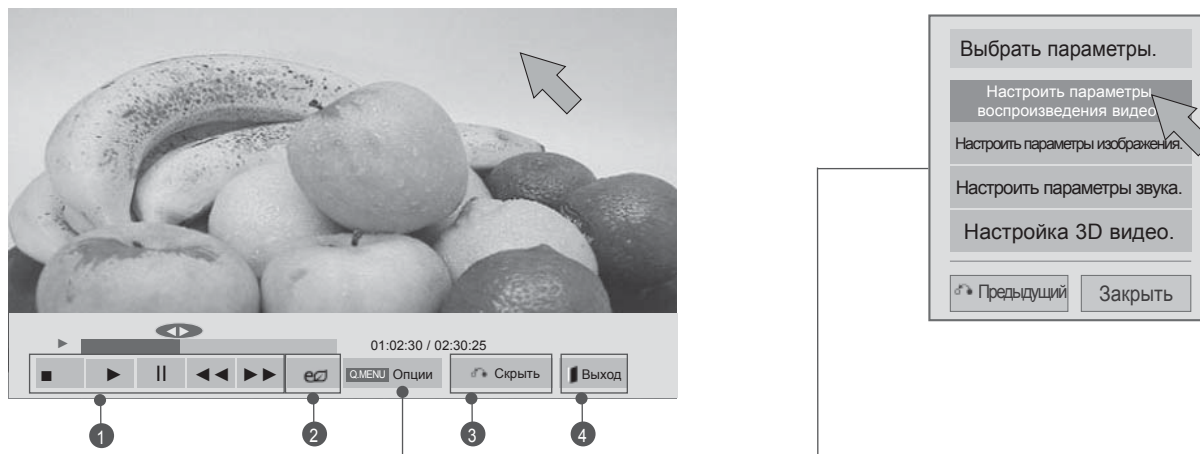 01:02:30 / 02:30:25
Q.MENU Опции
Скрыть
Выход
1
2
3
4
Выбрать параметры.
Настроить параметры
воспроизведения видео
Настроить параметры изображения.
Настроить параметры звука.
Настройка 3D видео.
Предыдущий
Закрыть